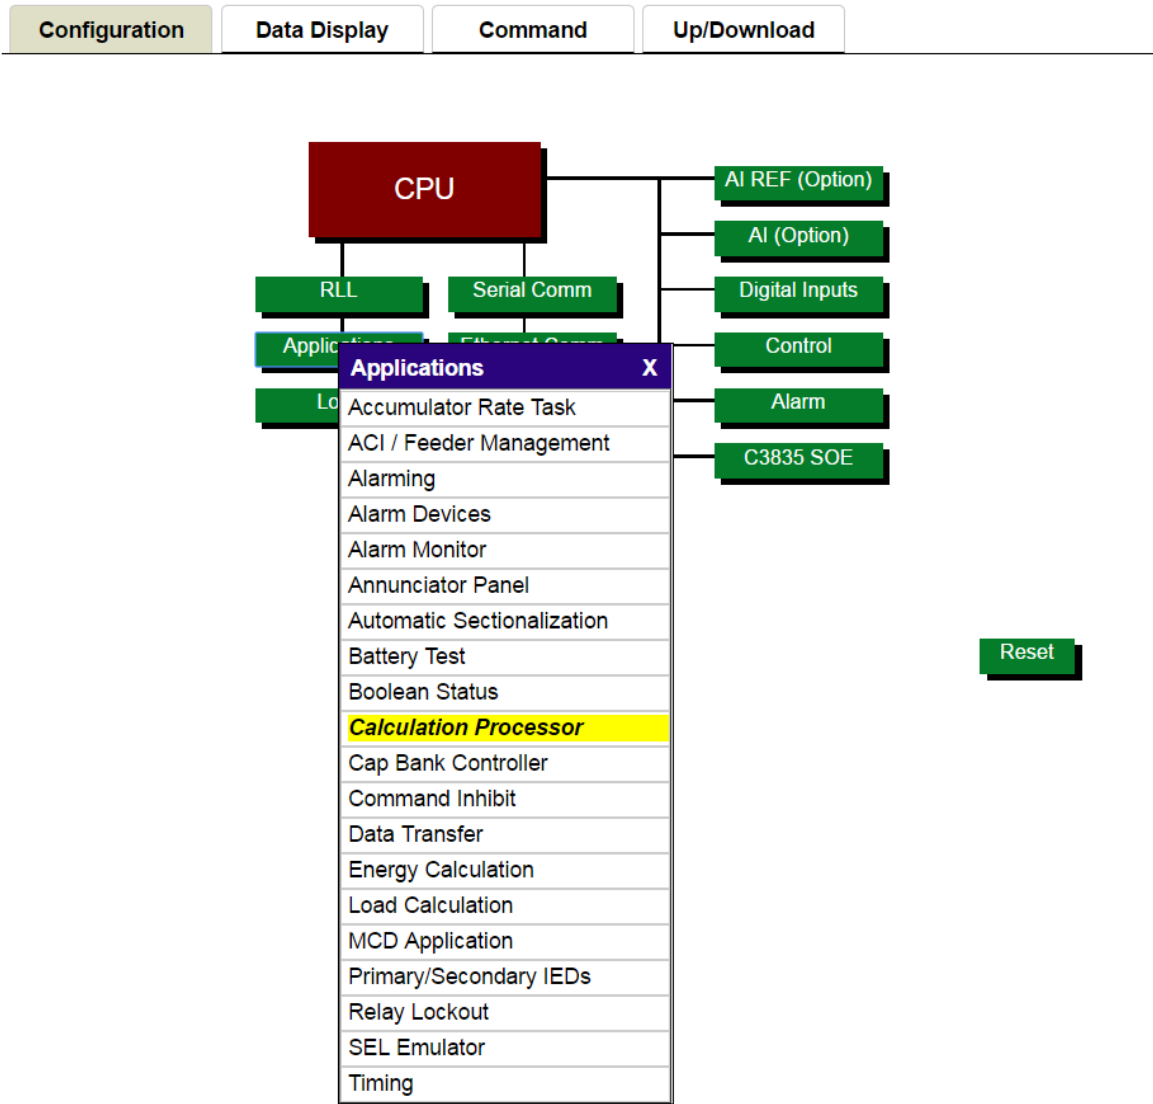 Configuration
Data Display
Command
Up/Download
CPU
AI REF (Option)
AI (Option)
RLL
Serial Comm
Digital Inputs
Control
Alarm
C3835 SOE
Applications X
Accumulator Rate Task
ACI / Feeder Management
Alarming
Alarm Devices
Alarm Monitor
Annunciator Panel
Automatic Sectionalization
Battery Test
Boolean Status
Calculation Processor
Cap Bank Controller
Command Inhibit
Data Transfer
Energy Calculation
Load Calculation
MCD Application
Primary/Secondary IEDs
Relay Lockout
SEL Emulator
Timing
Reset